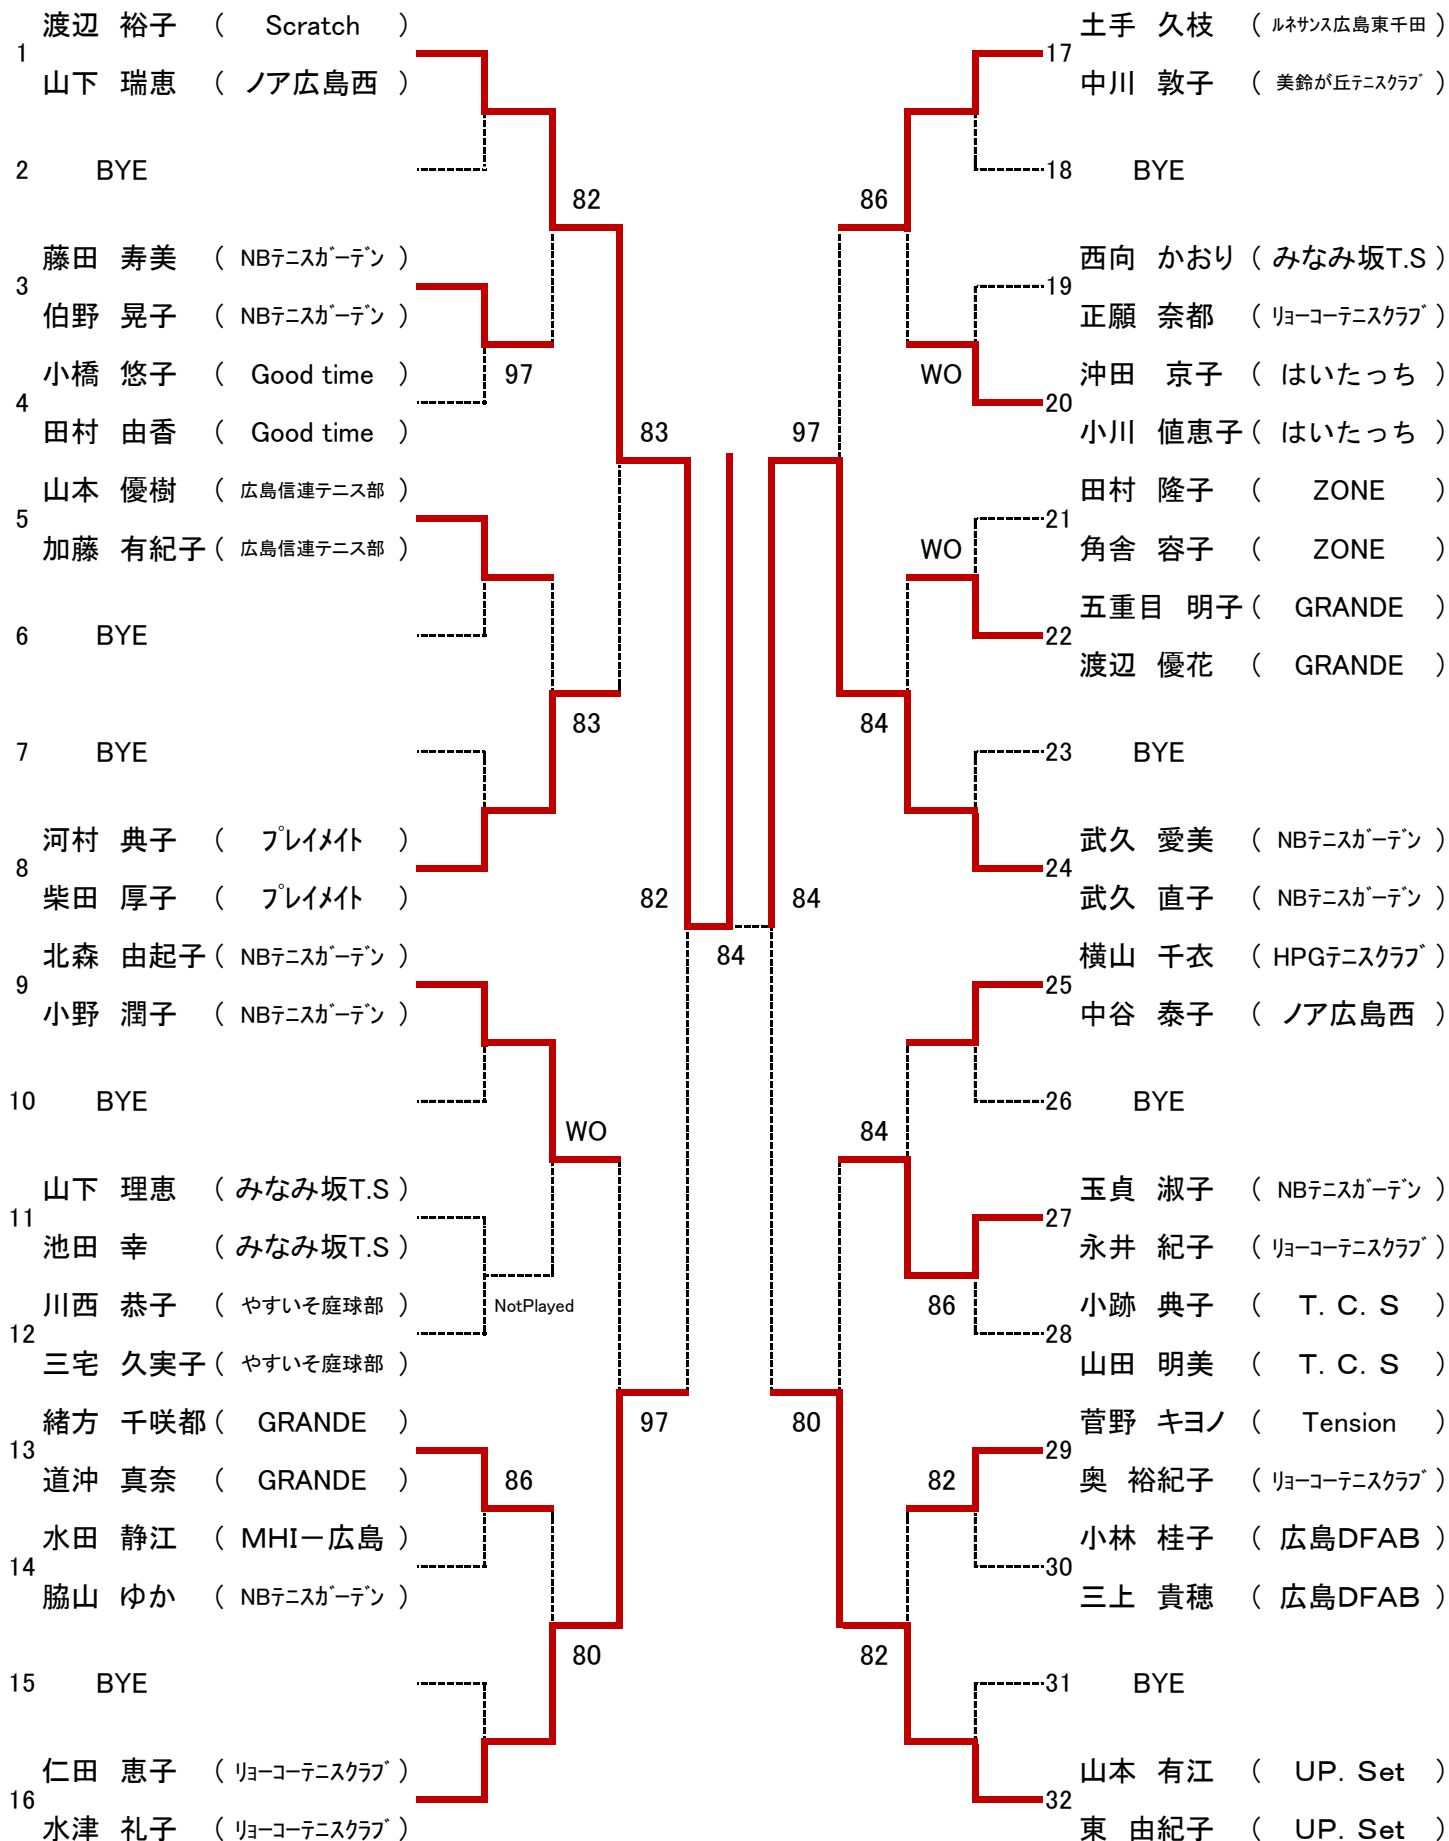 渡辺 裕子 ( Scratch )
1
山下 瑞恵 ( ノア広島西 )
2 BYE
82
藤田 寿美 ( NBテニスガーデン )
3
伯野 晃子 ( NBテニスガーデン )
小橋 悠子 ( Good time )
97
4
田村 由香 ( Good time )
83
山本 優樹 ( 広島信連テニス部 )
5
加藤 有紀子 ( 広島信連テニス部 )
6 BYE
83
7 BYE
河村 典子 ( プレイメイト )
8
柴田 厚子 ( プレイメイト )
82
北森 由起子 ( NBテニスガーデン )
84
9
小野 潤子 ( NBテニスガーデン )
10 BYE
WO
山下 理恵 ( みなみ坂T.S )
11
池田 幸 ( みなみ坂T.S )
川西 恭子 ( やすいそ庭球部 )
NotPlayed
12
三宅 久実子 ( やすいそ庭球部 )
緒方 千咲都 ( GRANDE )
97
13
道沖 真奈 ( GRANDE )
86
水田 静江 ( MHI－広島 )
14
脇山 ゆか ( NBテニスガーデン )
80
15 BYE
仁田 恵子 ( リョーコーテニスクラブ )
16
水津 礼子 ( リョーコーテニスクラブ )
土手 久枝 ( ルネサンス広島東千田 )
17
中川 敦子 ( 美鈴が丘テニスクラブ )
18 BYE
86
西向 かおり ( みなみ坂T.S )
19
正願 奈都 ( リョーコーテニスクラブ )
WO
沖田 京子 ( はいたっち )
20
小川 値恵子 ( はいたっち )
97
田村 隆子 ( ZONE )
21
WO
角舎 容子 ( ZONE )
五重目 明子 ( GRANDE )
22
渡辺 優花 ( GRANDE )
84
23 BYE
武久 愛美 ( NBテニスガーデン )
24
武久 直子 ( NBテニスガーデン )
84
横山 千衣 ( HPGテニスクラブ )
25
中谷 泰子 ( ノア広島西 )
26 BYE
84
玉貞 淑子 ( NBテニスガーデン )
27
永井 紀子 ( リョーコーテニスクラブ )
86
小跡 典子 ( T．C．S )
28
山田 明美 ( T．C．S )
80
菅野 キヨノ ( Tension )
29
82
奥 裕紀子 ( リョーコーテニスクラブ )
小林 桂子 ( 広島DFAB )
30
三上 貴穂 ( 広島DFAB )
82
31 BYE
山本 有江 ( UP．Set )
32
東 由紀子 ( UP．Set )